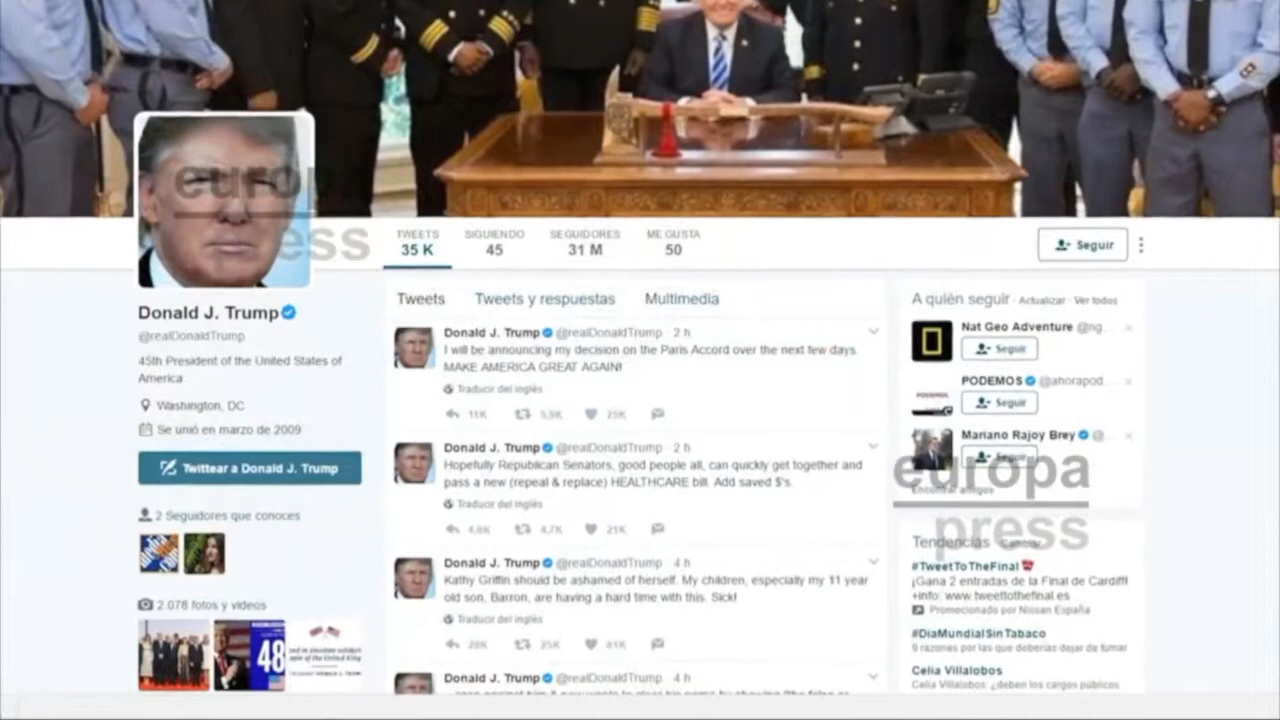 europa
press
TWEETS
35 K
SIGUIENDO
45
SEGUIDORES
31 M
ME GUSTA
50
Seguir
Donald J. Trump
@realDonaldTrump
45th President of the United States of
America
Washington, DC
Se unió en marzo de 2009
Twittear a Donald J. Trump
2 Seguidores que conoces
2.078 fotos y videos
48
Tweets Tweets y respuestas Multimedia
Donald J. Trump @realDonaldTrump 2 h
I will be announcing my decision on the Paris Accord over the next few days.
MAKE AMERICA GREAT AGAIN!
Traducir del inglés
11K 5,9K 25K
Donald J. Trump @realDonaldTrump 2 h
Hopefully Republican Senators, good people all, can quickly get together and
pass a new (repeal & replace) HEALTHCARE bill. Add saved $'s.
Traducir del inglés
4,8K 4,7K 21K
Donald J. Trump @realDonaldTrump 4 h
Kathy Griffin should be ashamed of herself. My children, especially my 11 year
old son, Barron, are having a hard time with this. Sick!
Traducir del inglés
28K 25K 81K
Donald J. Trump @realDonaldTrump 4 h
A quién seguir · Actualizar · Ver todos
Nat Geo Adventure @ng...
Seguir
PODEMOS @ahorapod...
Seguir
Mariano Rajoy Brey @...
Seguir
Encontrar amigos
europa
press
Tendencias
#TweetToTheFinal
¡Gana 2 entradas de la Final de Cardiff!
+info: www.tweettothefinal.es
Promocionado por Nissan España
#DiaMundialSinTabaco
9 razones por las que deberías dejar de fumar
Celia Villalobos
Celia Villalobos: ¿deben los cargos públicos